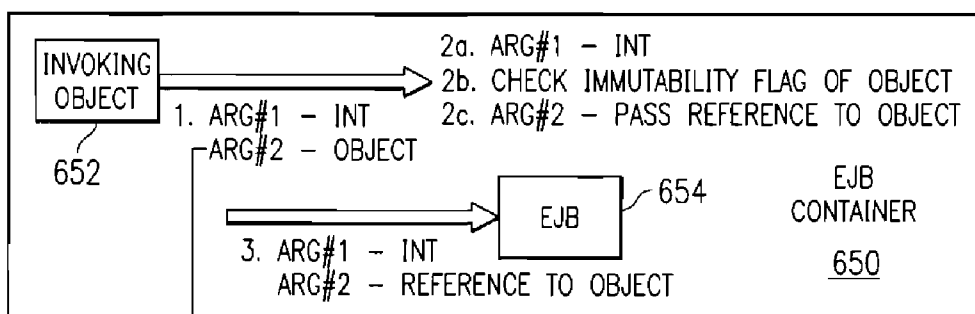 INVOKING
OBJECT
652
1. ARG#1 – INT
ARG#2 – OBJECT
2a. ARG#1 – INT
2b. CHECK IMMUTABILITY FLAG OF OBJECT
2c. ARG#2 – PASS REFERENCE TO OBJECT
EJB
654
3. ARG#1 – INT
ARG#2 – REFERENCE TO OBJECT
EJB
CONTAINER
650